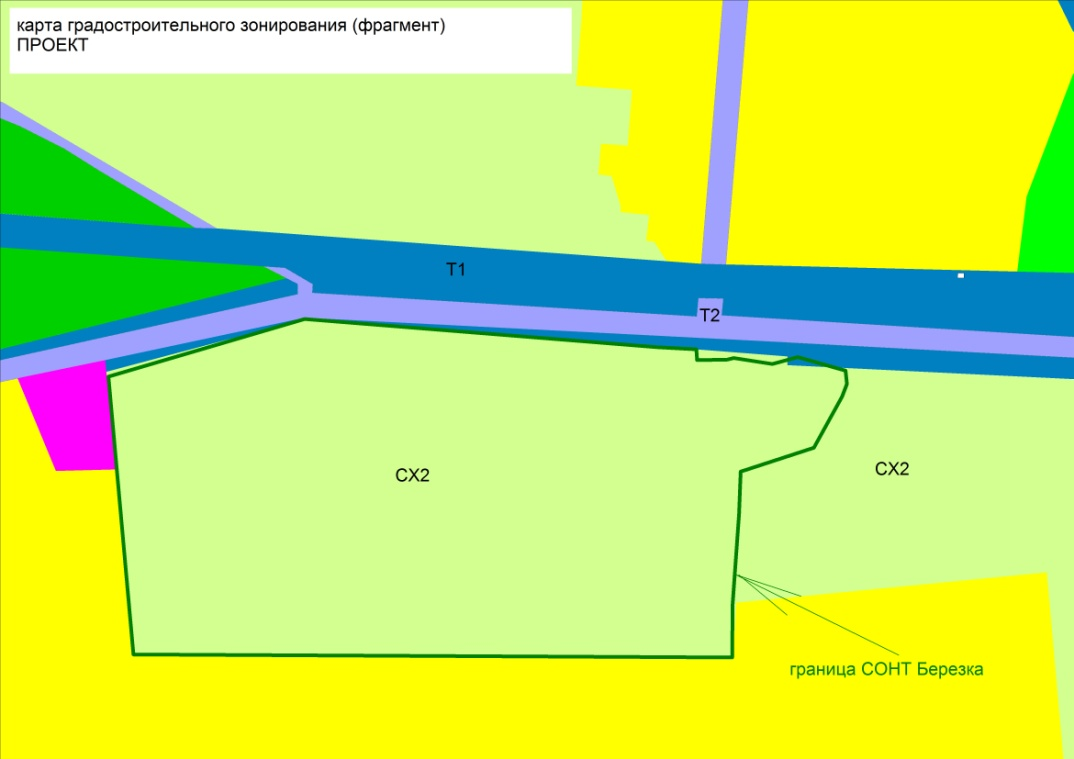 карта градостроительного зонирования (фрагмент)
ПРОЕКТ
Т1
Т2
СХ2
СХ2
граница СОНТ Березка